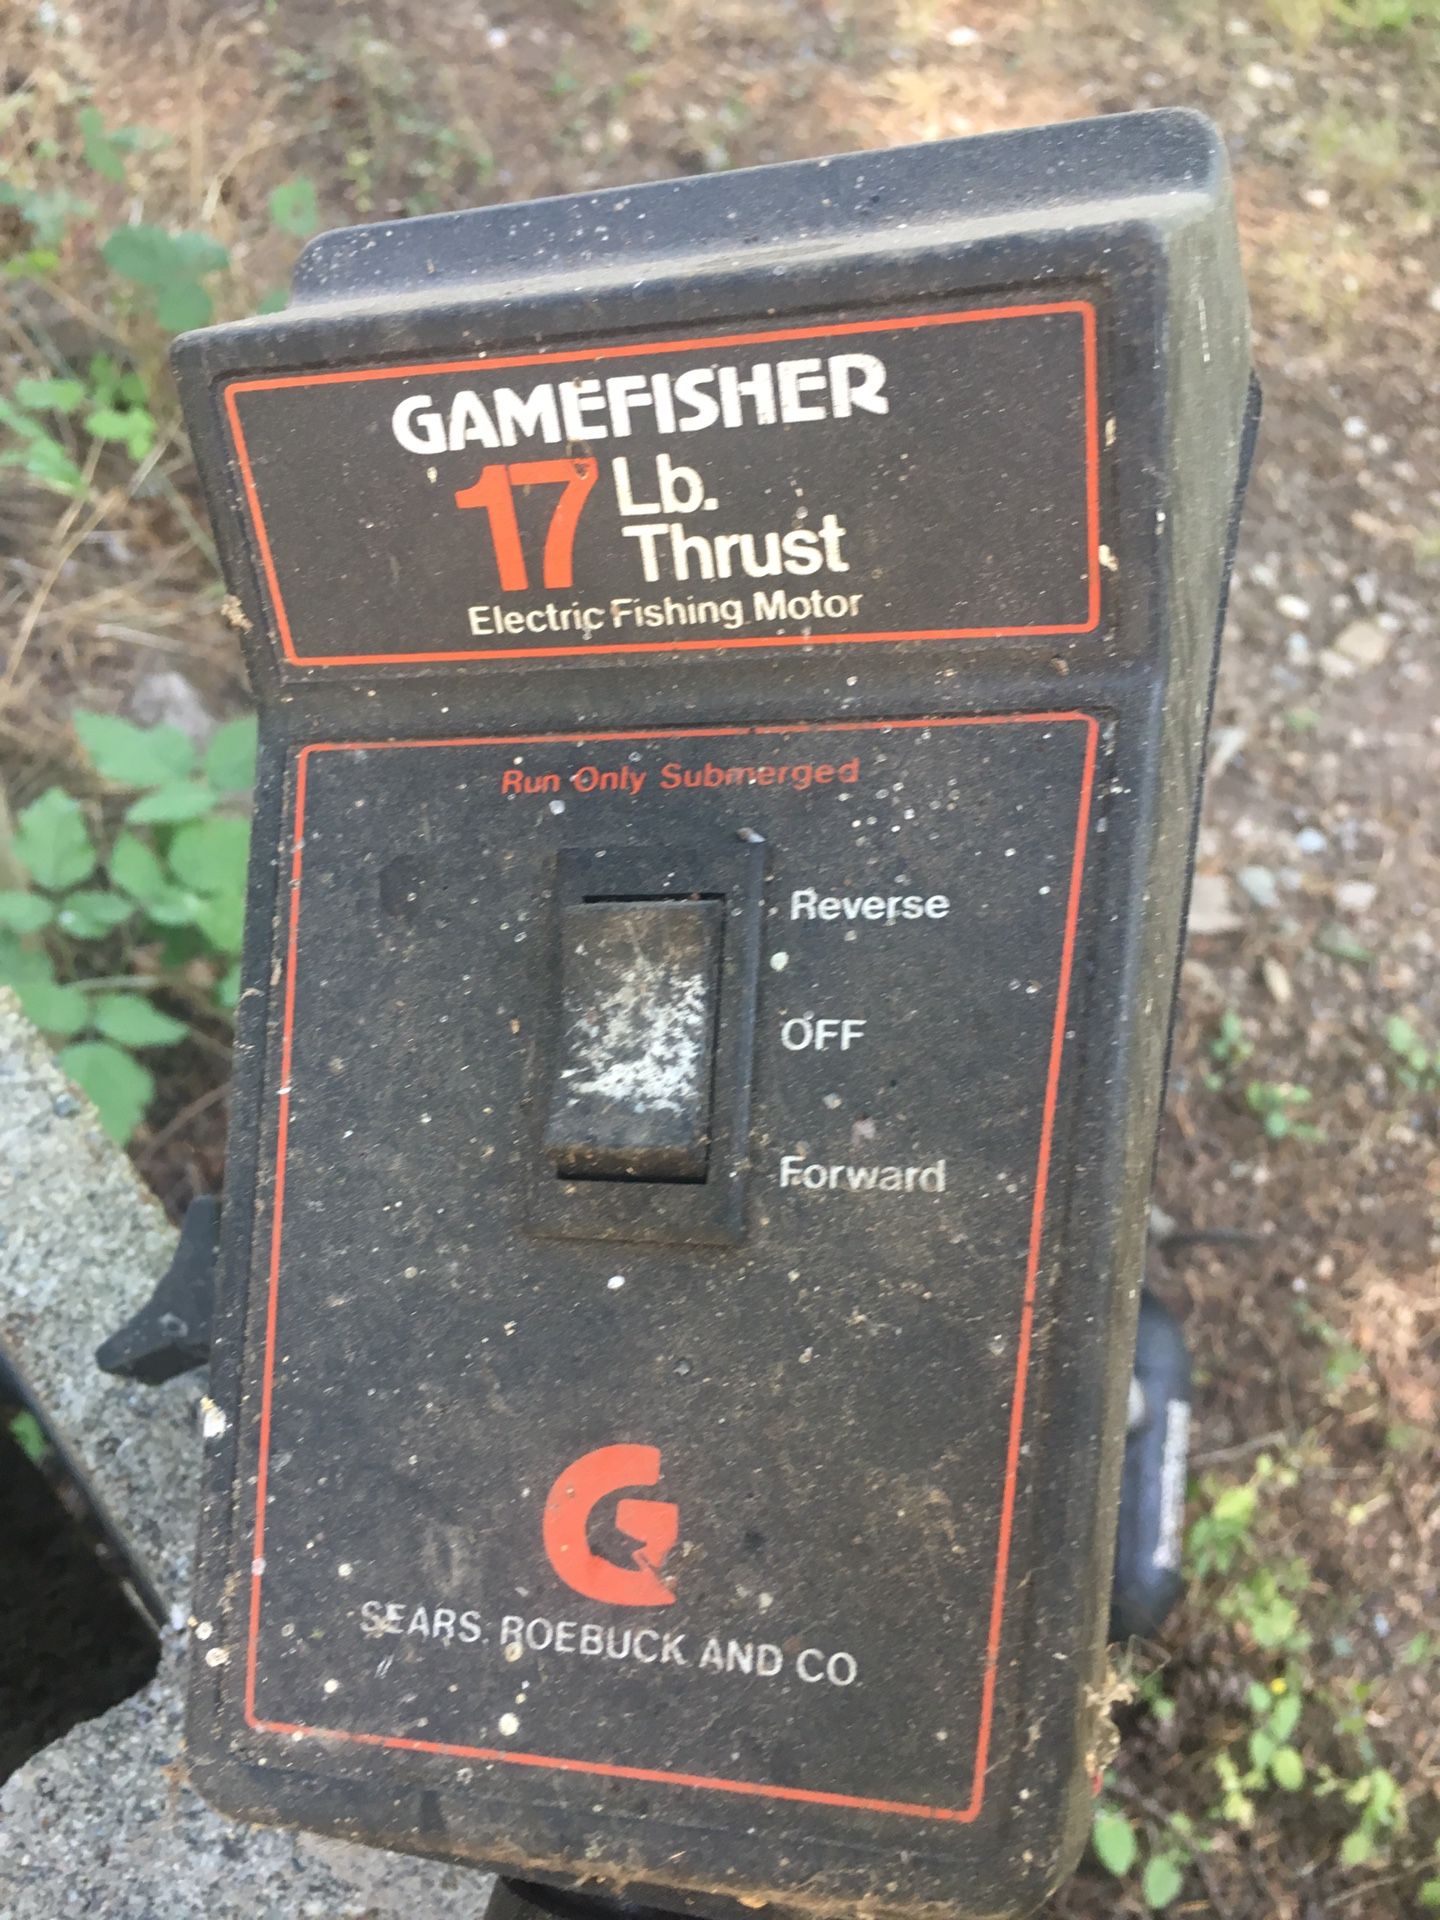 GAMEFISHER
17 Lb.
Thrust
Electric Fishing Motor
Run Only Submerged
Reverse
OFF
Forward
G
SEARS, ROEBUCK AND CO